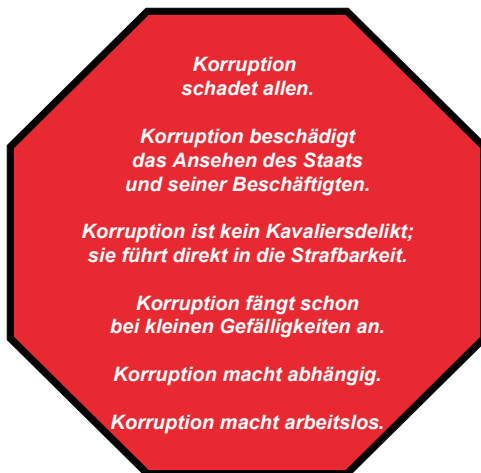 Korruption
schadet allen.
Korruption beschädigt
das Ansehen des Staats
und seiner Beschäftigten.
Korruption ist kein Kavaliersdelikt;
sie führt direkt in die Strafbarkeit.
Korruption fängt schon
bei kleinen Gefälligkeiten an.
Korruption macht abhängig.
Korruption macht arbeitslos.